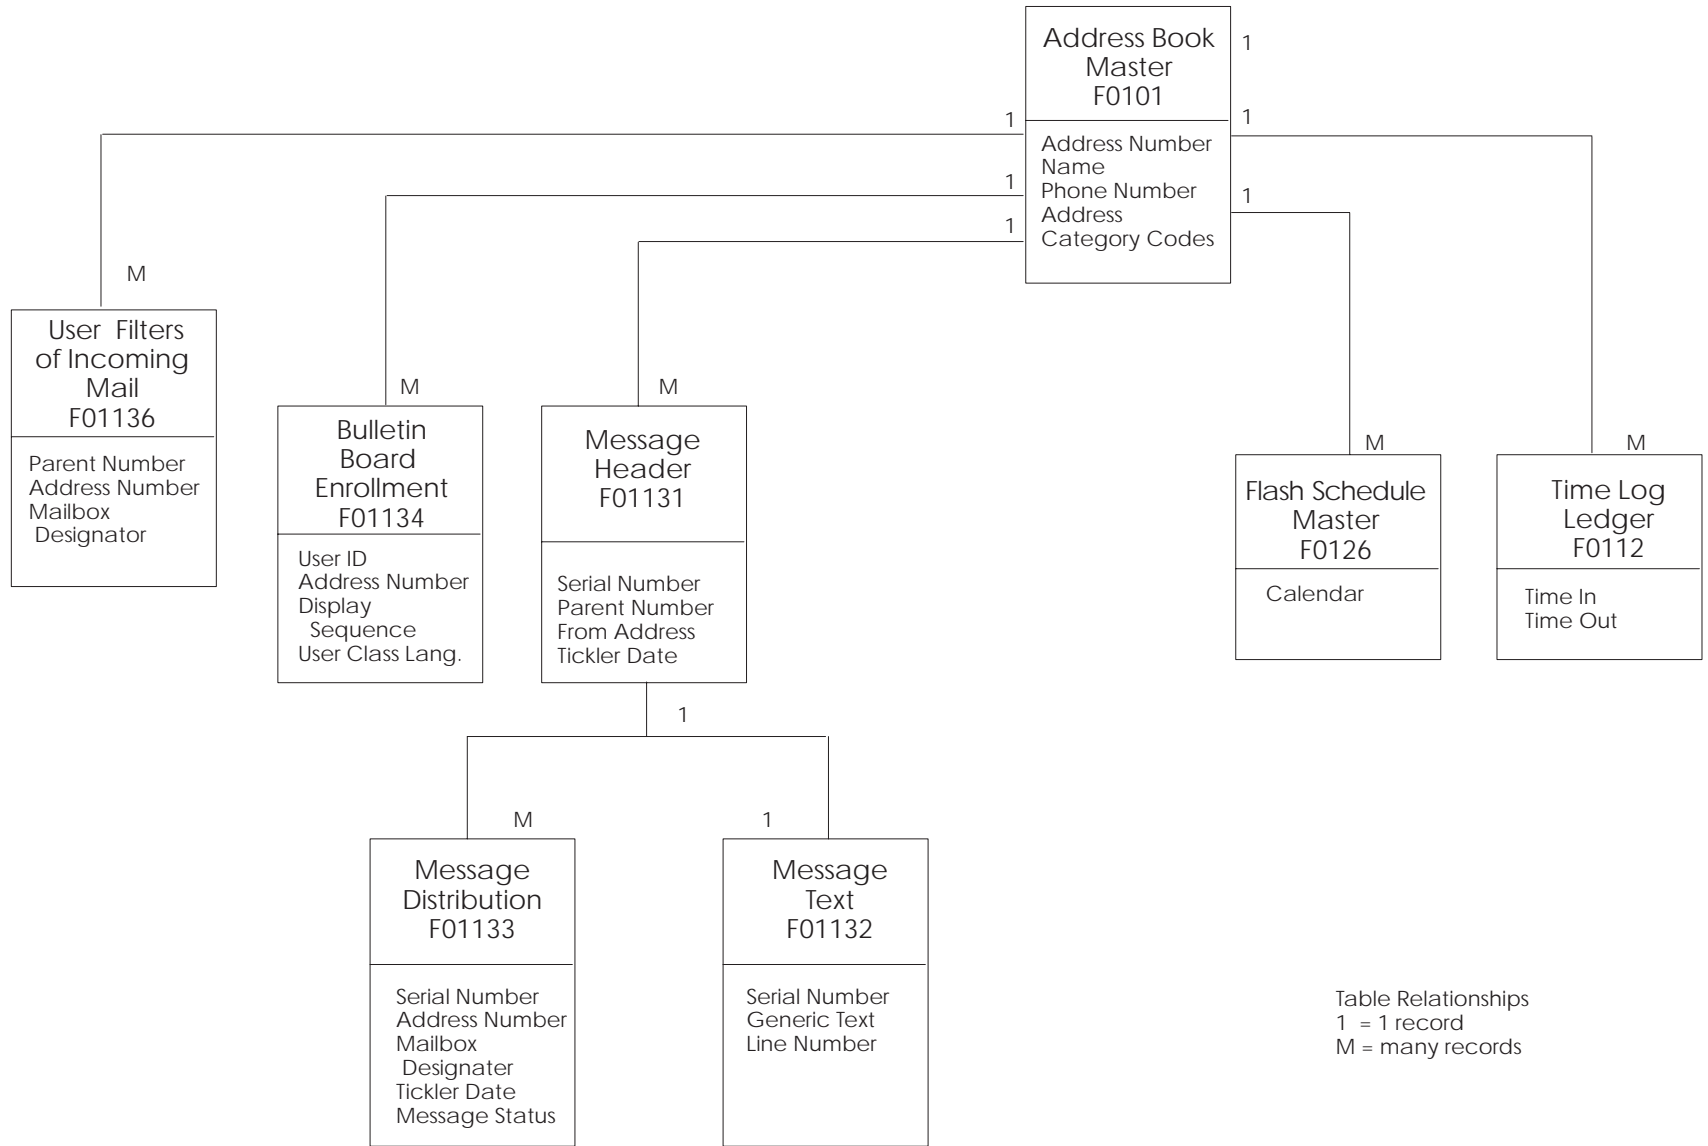 Address Book
Master
F0101
1
1
1
1
1
1
Address Number
Name
Phone Number
Address
Category Codes
M
User Filters
of Incoming
Mail
F01136
Parent Number
Address Number
Mailbox
Designator
M
Bulletin
Board
Enrollment
F01134
User ID
Address Number
Display
Sequence
User Class Lang.
M
Message
Header
F01131
Serial Number
Parent Number
From Address
Tickler Date
M
Flash Schedule
Master
F0126
Calendar
M
Time Log
Ledger
F0112
Time In
Time Out
1
M
Message
Distribution
F01133
Serial Number
Address Number
Mailbox
Designater
Tickler Date
Message Status
1
Message
Text
F01132
Serial Number
Generic Text
Line Number
Table Relationships
1 = 1 record
M = many records